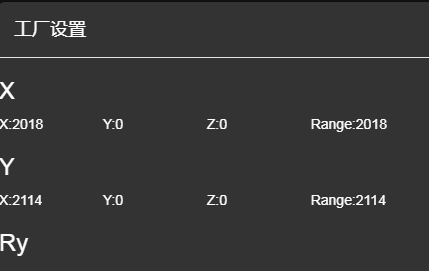 工厂设置
X
X:2018 Y:0 Z:0 Range:2018
Y
X:2114 Y:0 Z:0 Range:2114
Ry